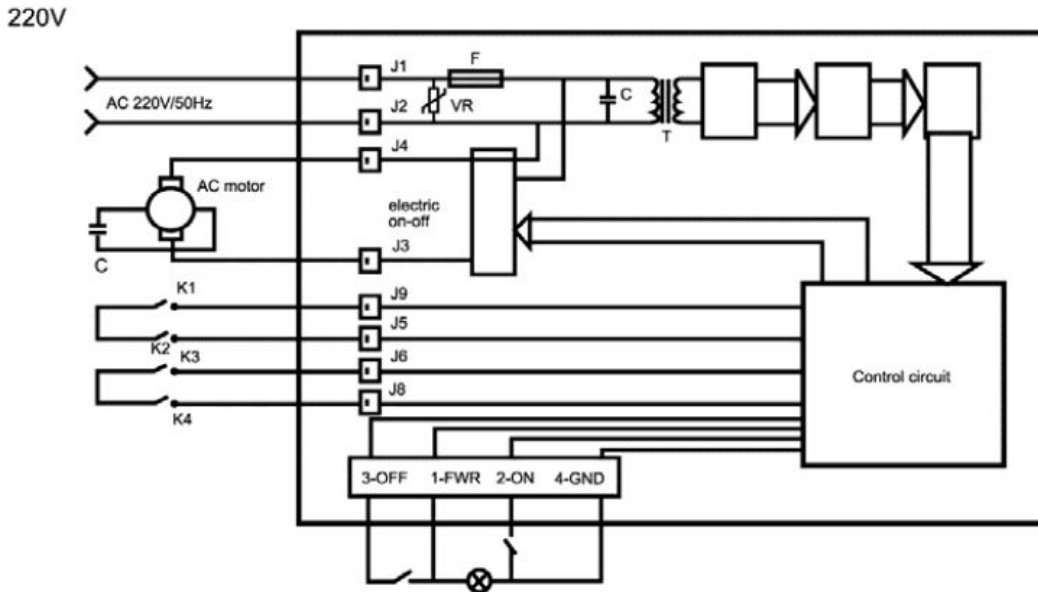 220V
J1
F
AC 220V/50Hz
J2
VR
C
T
J4
AC motor
electric
on-off
C
J3
K1
J9
K2
K3
J5
J6
Control circuit
K4
J8
3-OFF 1-FWR 2-ON 4-GND